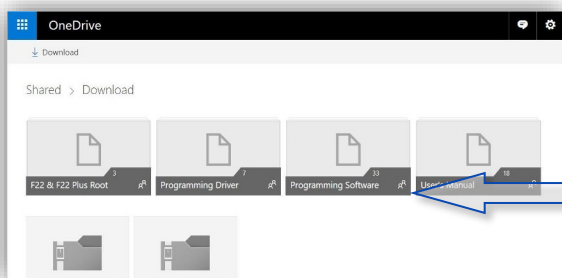 OneDrive
Download
Shared > Download
3
F22 & F22 Plus Root
7
Programming Driver
33
Programming Software
18
User's Manual